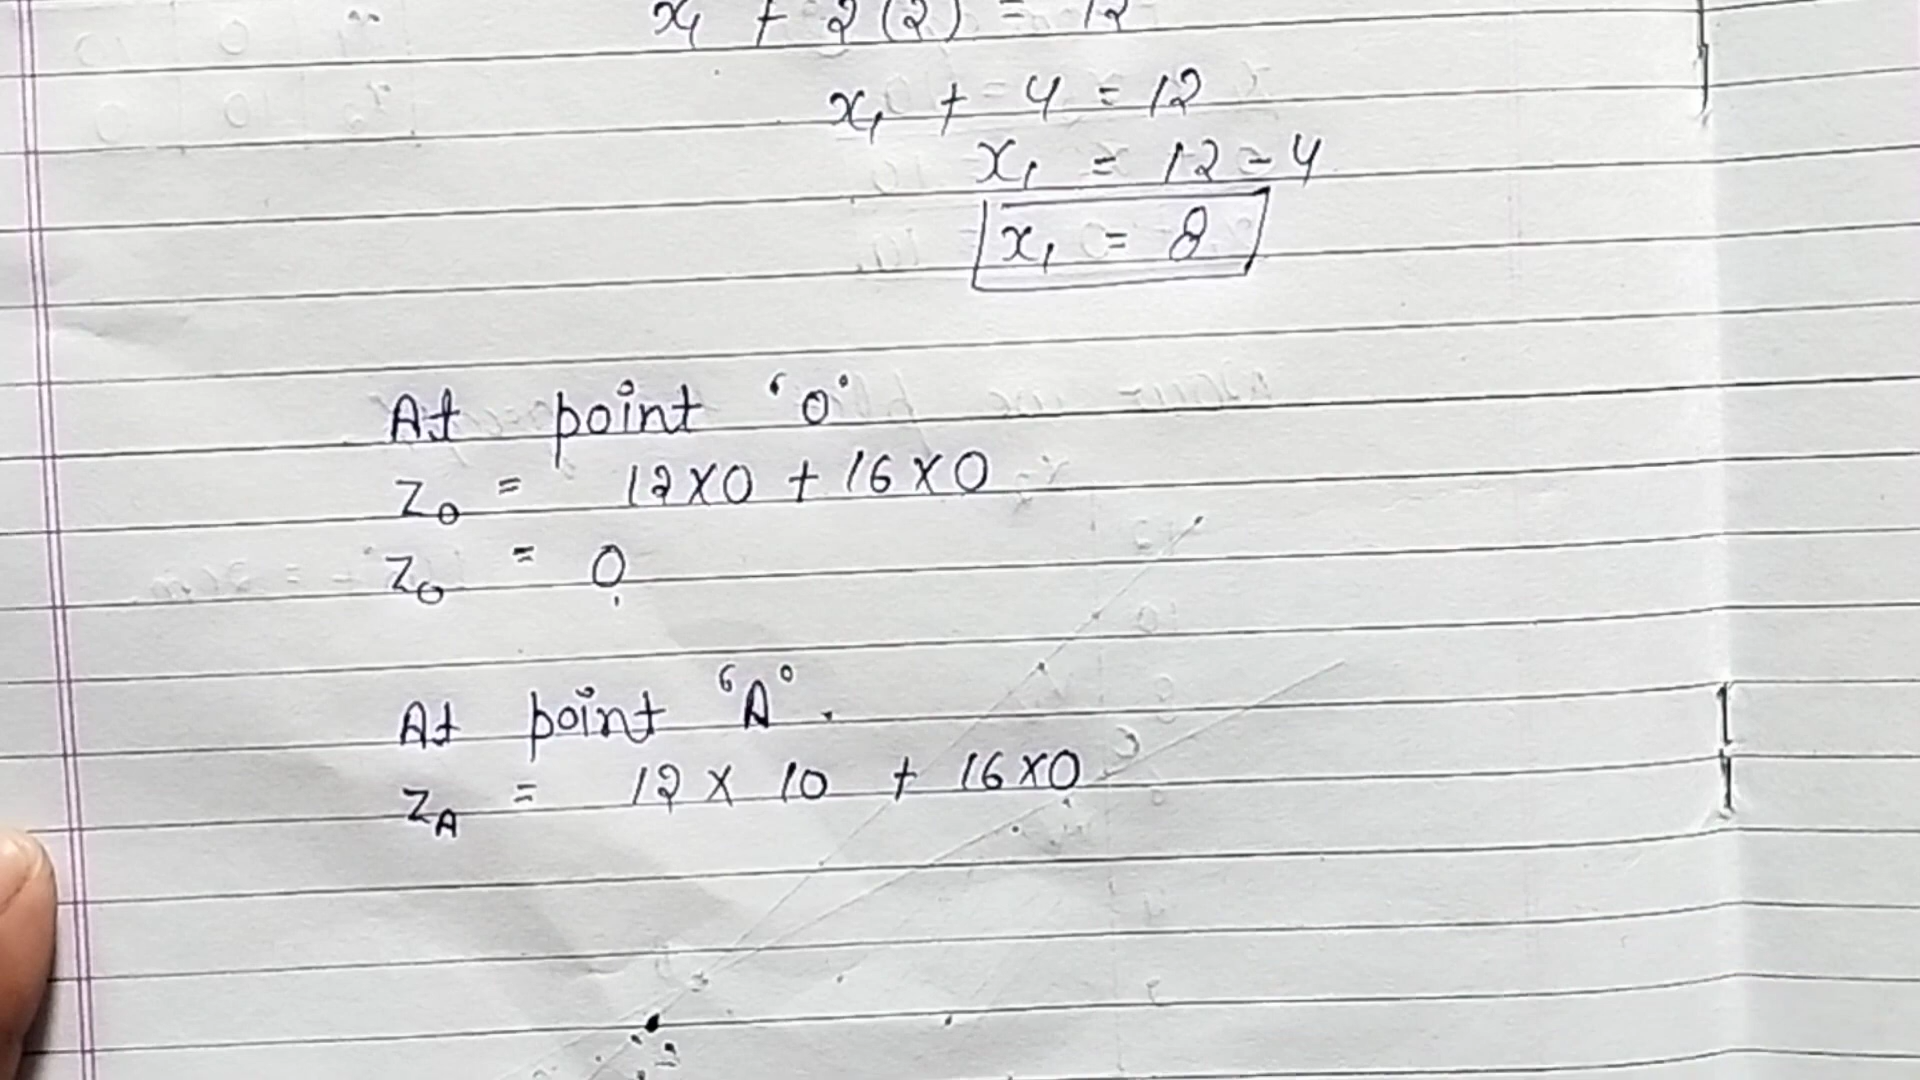 x₁ + 2(2) = 12
x₁ + 4 = 12
x₁ = 12 - 4
x₁ = 8
At point 'O'
Z₀ = 12×0 + 16×0
Z₀ = 0
At point 'A'.
Z_A = 12 × 10 + 16×0